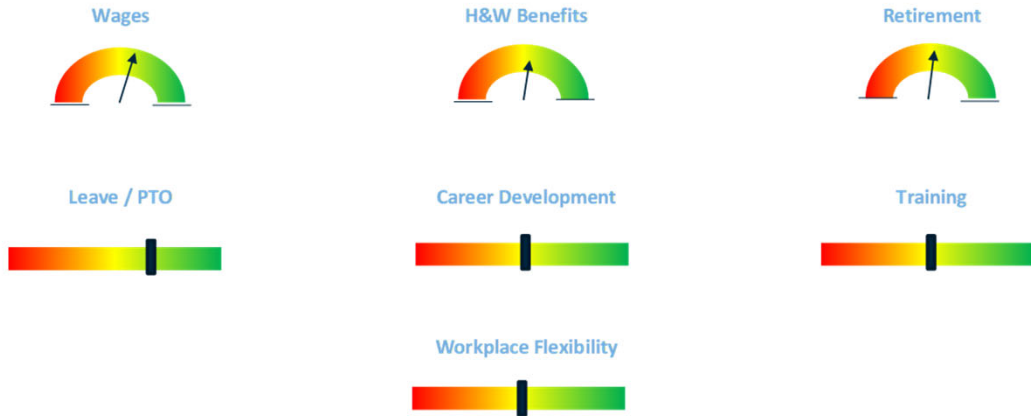 Wages
H&W Benefits
Retirement
Leave / PTO
Career Development
Training
Workplace Flexibility